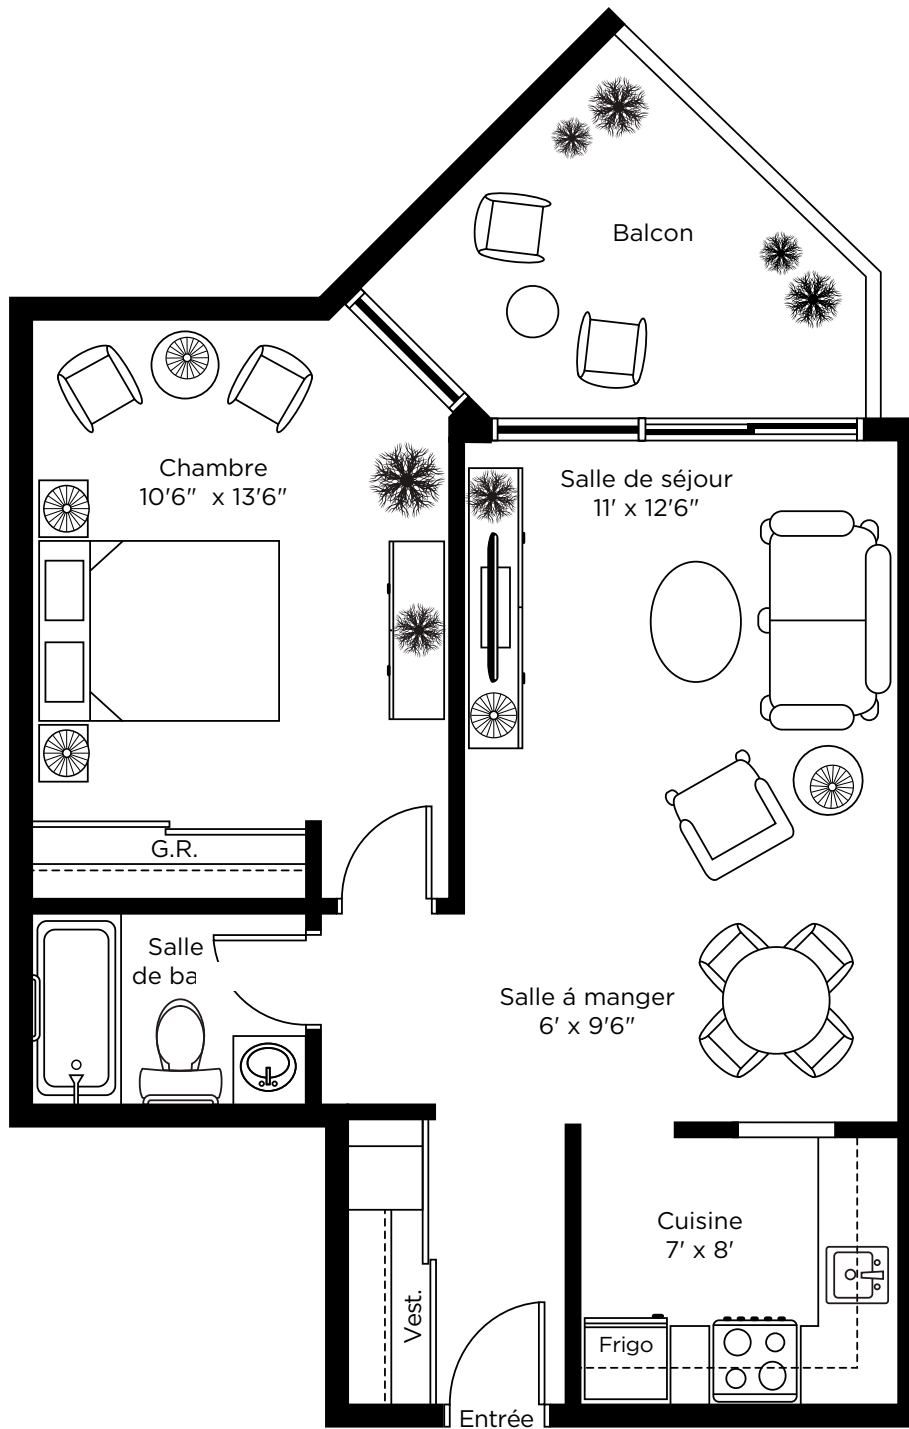 Balcon
Chambre
10'6"  x 13'6"
Salle de séjour
11' x 12'6"
G.R.
Salle
de ba
Salle á manger
6' x 9'6"
Cuisine
7' x 8'
Vest.
Frigo
Entrée